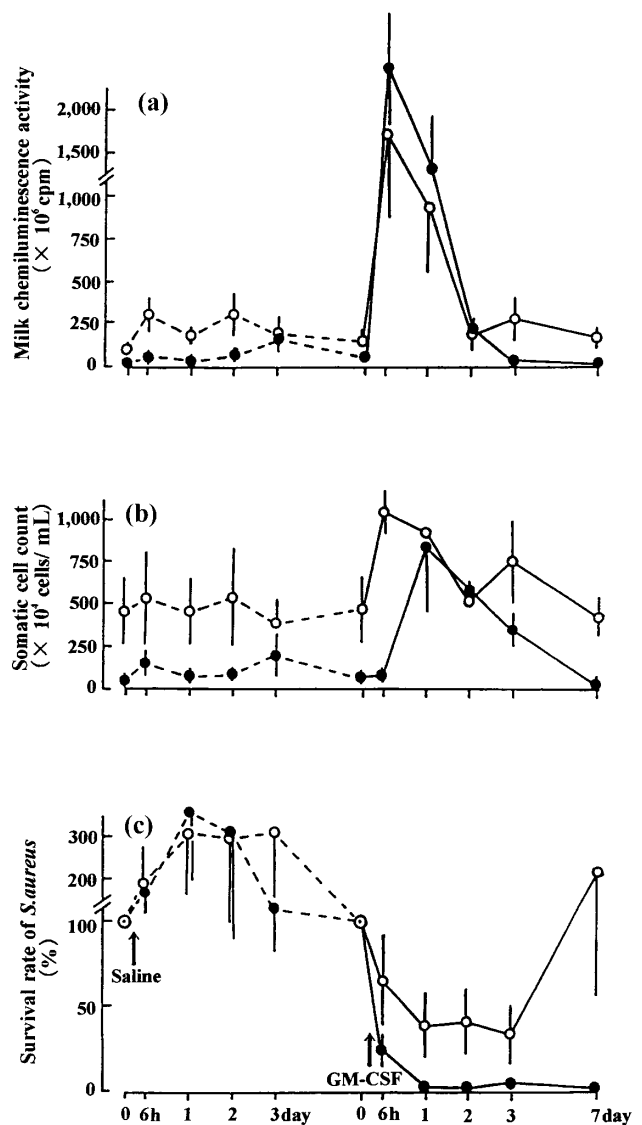 (a)
Milk chemiluminescence activity
(× 10⁶cpm)
2,000
1,500
1,000
750
500
250
0
(b)
Somatic cell count
(× 10⁴ cells/ mL)
1,000
750
500
250
0
(c)
Survival rate of S.aureus
(%)
300
200
100
50
0
Saline
GM-CSF
0 6h 1 2 3day 0 6h 1 2 3 7day